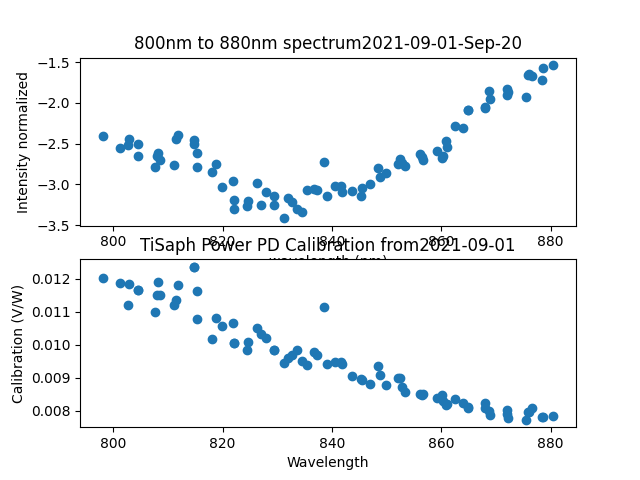 800nm to 880nm spectrum2021-09-01-Sep-20
Intensity normalized
−1.5
−2.0
−2.5
−3.0
−3.5
800 820 840 860 880
wavelength (nm)
TiSaph Power PD Calibration from2021-09-01
Calibration (V/W)
0.012
0.011
0.010
0.009
0.008
800 820 840 860 880
Wavelength